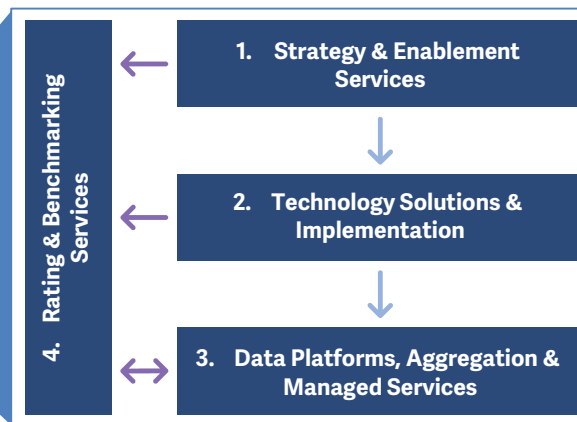 1. Strategy & Enablement
Services
2. Technology Solutions &
Implementation
3. Data Platforms, Aggregation &
Managed Services
4. Rating & Benchmarking
Services